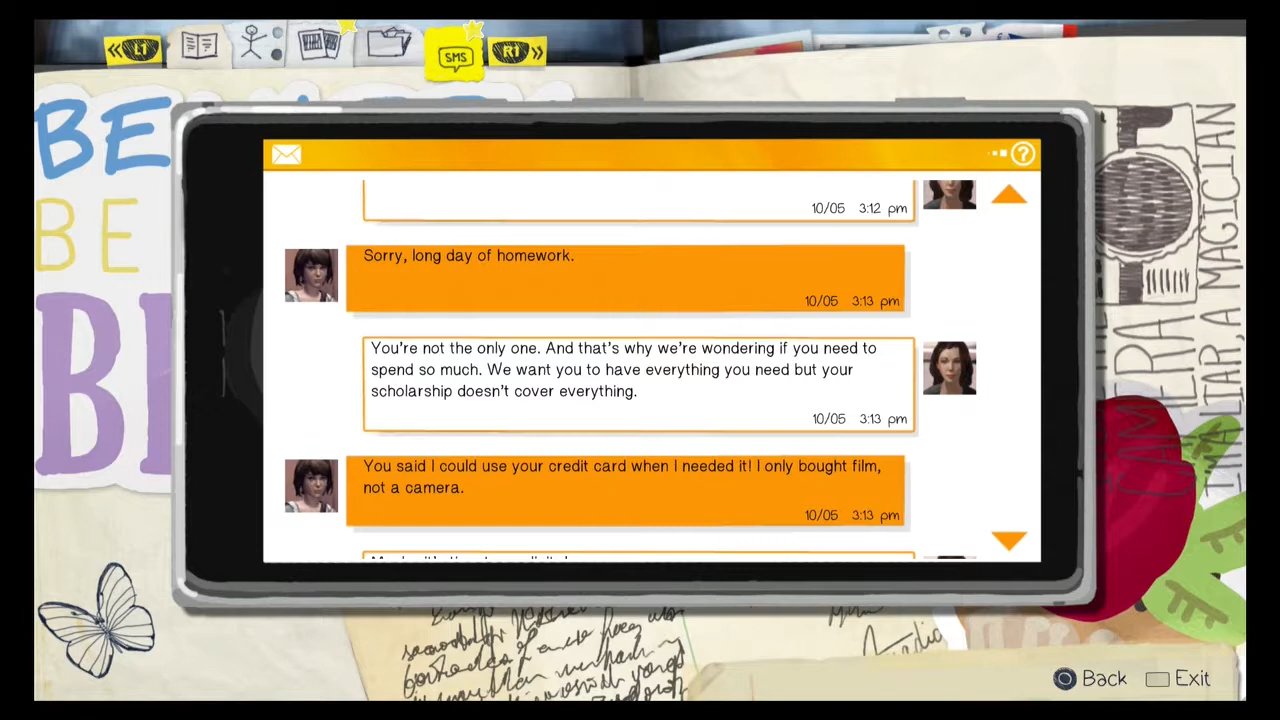 L1
SMS
R1
BE
BE
10/05 3:12 pm
Sorry, long day of homework.
10/05 3:13 pm
You're not the only one. And that's why we're wondering if you need to
spend so much. We want you to have everything you need but your
scholarship doesn't cover everything.
10/05 3:13 pm
You said I could use your credit card when I needed it! I only bought film,
not a camera.
10/05 3:13 pm
I'M A LIAR, A MAGICIAN
Back
Exit